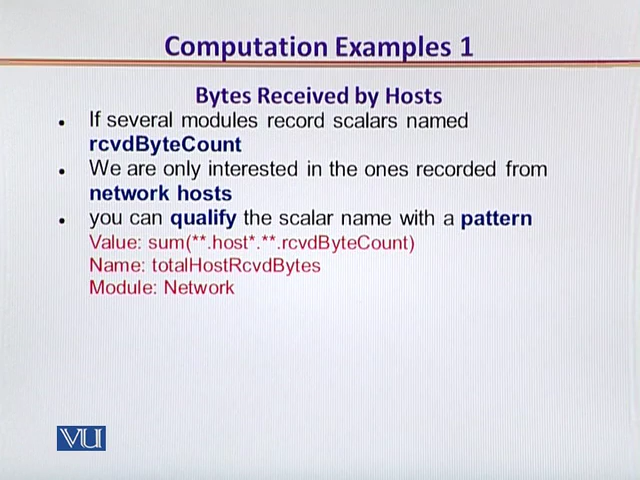 Computation Examples 1
Bytes Received by Hosts
• If several modules record scalars named
rcvdByteCount
• We are only interested in the ones recorded from
network hosts
• you can qualify the scalar name with a pattern
Value: sum(**.host*.**.rcvdByteCount)
Name: totalHostRcvdBytes
Module: Network
VU